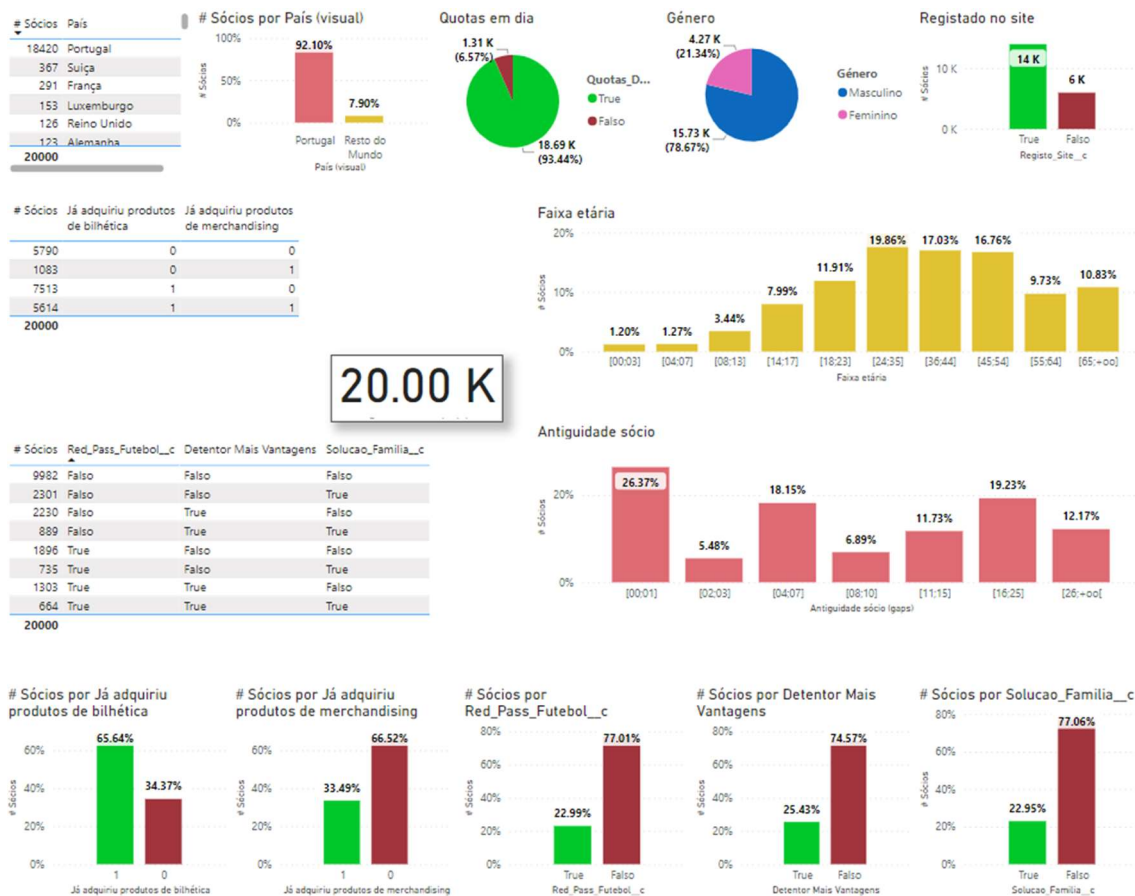 # Sócios País
18420 Portugal
367 Suiça
291 França
153 Luxemburgo
126 Reino Unido
123 Alemanha
20000
# Sócios por País (visual)
# Sócios
100%
50%
0%
92.10%
7.90%
Portugal Resto do
Mundo
País (visual)
Quotas em dia
1.31 K
(6.57%)
18.69 K
(93.44%)
Quotas_D...
True
Falso
Género
4.27 K
(21.34%)
15.73 K
(78.67%)
Género
Masculino
Feminino
Registado no site
# Sócios
10 K
0 K
14 K
6 K
True Falso
Registo_Site__c
# Sócios Já adquiriu produtos Já adquiriu produtos
de bilhética de merchandising
5790 0 0
1083 0 1
7513 1 0
5614 1 1
20000
Faixa etária
# Sócios
20%
10%
0%
1.20% 1.27% 3.44% 7.99% 11.91% 19.86% 17.03% 16.76% 9.73% 10.83%
[00:03] [04:07] [08:13] [14:17] [18:23] [24:35] [36:44] [45:54] [55:64] [65:+oo]
Faixa etária
20.00 K
# Sócios Red_Pass_Futebol__c Detentor Mais Vantagens Solucao_Familia__c
9982 Falso Falso Falso
2301 Falso Falso True
2230 Falso True Falso
889 Falso True True
1896 True Falso Falso
735 True Falso True
1303 True True Falso
664 True True True
20000
Antiguidade sócio
# Sócios
20%
0%
26.37% 5.48% 18.15% 6.89% 11.73% 19.23% 12.17%
[00:01] [02:03] [04:07] [08:10] [11:15] [16:25] [26:+oo[
Antiguidade sócio (gaps)
# Sócios por Já adquiriu
produtos de bilhética
# Sócios
60%
40%
20%
0%
65.64%
34.37%
1 0
Já adquiriu produtos de bilhética
# Sócios por Já adquiriu
produtos de merchandising
# Sócios
60%
40%
20%
0%
33.49%
66.52%
1 0
Já adquiriu produtos de merchandising
# Sócios por
Red_Pass_Futebol__c
# Sócios
80%
60%
40%
20%
0%
22.99%
77.01%
True Falso
Red_Pass_Futebol__c
# Sócios por Detentor Mais
Vantagens
# Sócios
80%
60%
40%
20%
0%
25.43%
74.57%
True Falso
Detentor Mais Vantagens
# Sócios por Solucao_Familia__c
# Sócios
80%
60%
40%
20%
0%
22.95%
77.06%
True Falso
Solucao_Familia__c